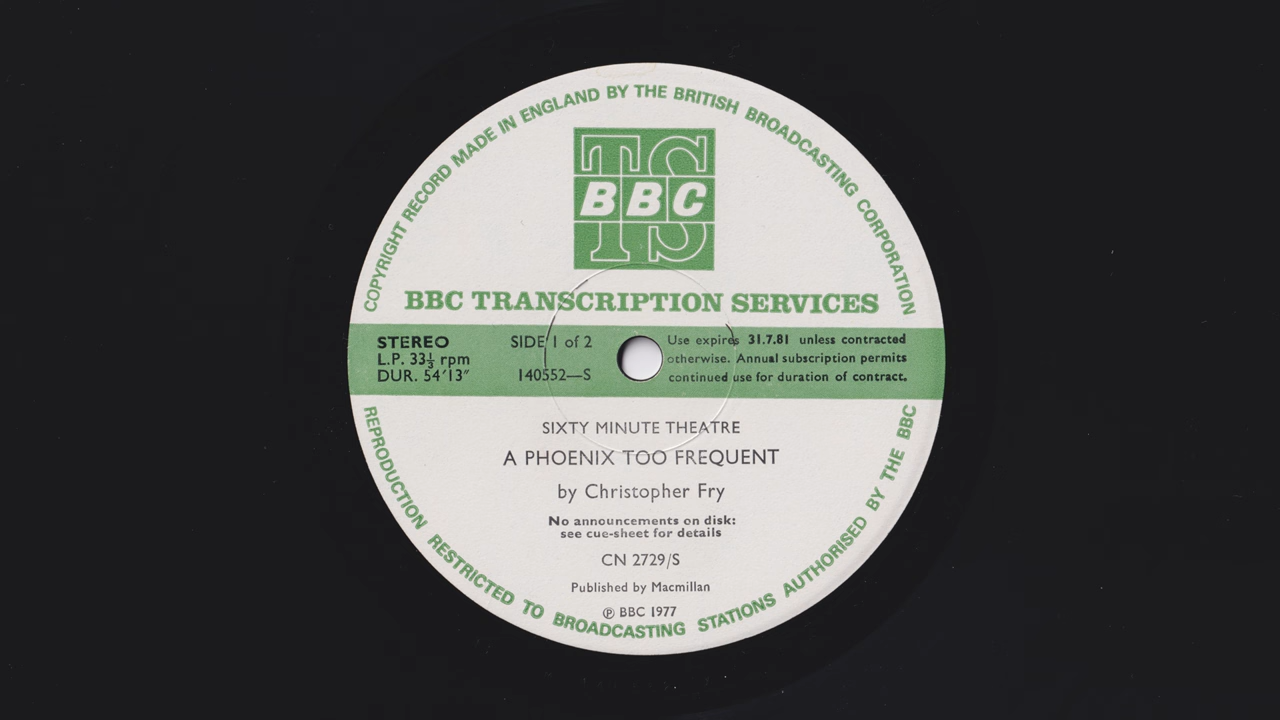 COPYRIGHT RECORD MADE IN ENGLAND BY THE BRITISH BROADCASTING CORPORATION
TS
BBC
BBC TRANSCRIPTION SERVICES
STEREO
L.P. 33⅓ rpm
DUR. 54′13″
SIDE 1 of 2
140552—S
Use expires 31.7.81 unless contracted
otherwise. Annual subscription permits
continued use for duration of contract.
SIXTY MINUTE THEATRE
A PHOENIX TOO FREQUENT
by Christopher Fry
No announcements on disk:
see cue-sheet for details
CN 2729/S
Published by Macmillan
℗ BBC 1977
REPRODUCTION RESTRICTED TO BROADCASTING STATIONS AUTHORISED BY THE BBC